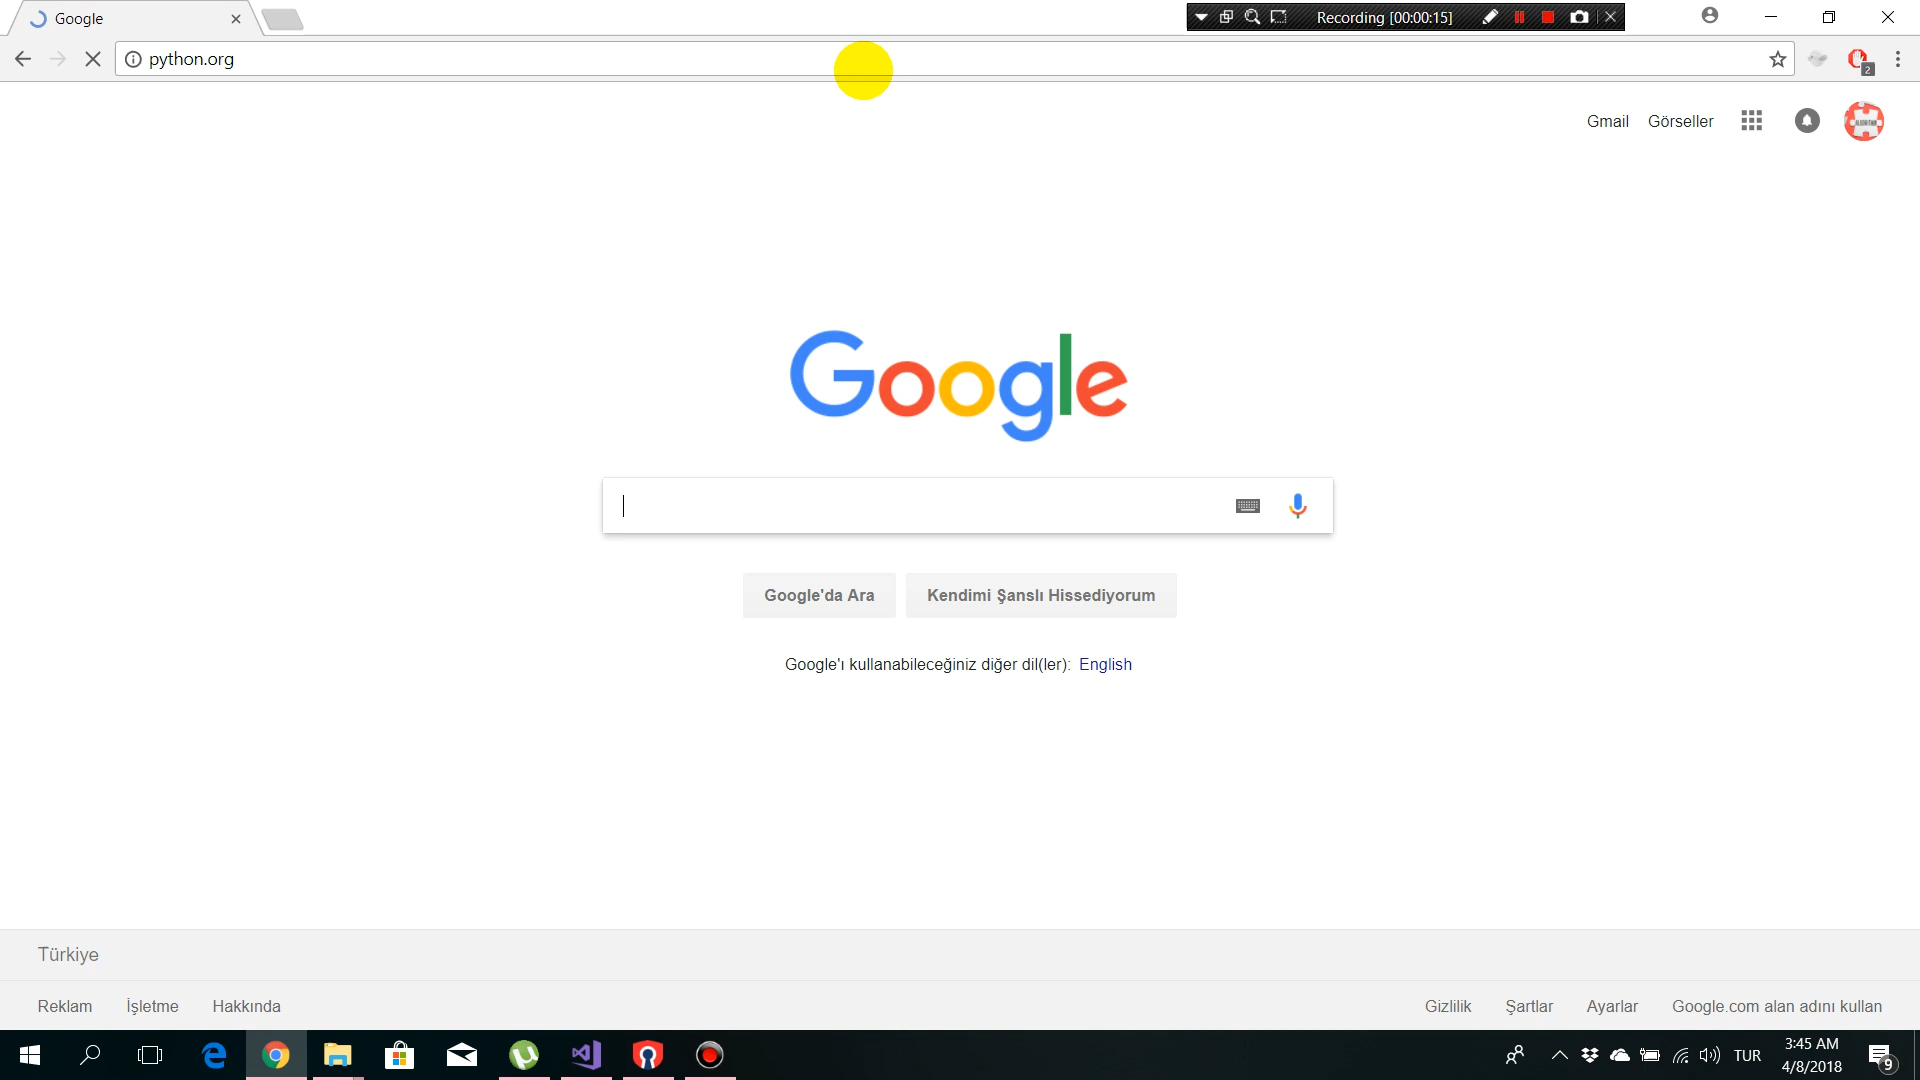 Google
Recording [00:00:15]
python.org
2
Gmail Görseller
Google
Google'da Ara Kendimi Şanslı Hissediyorum
Google'ı kullanabileceğiniz diğer dil(ler): English
Türkiye
Reklam İşletme Hakkında Gizlilik Şartlar Ayarlar Google.com alan adını kullan
TUR 3:45 AM
4/8/2018 9